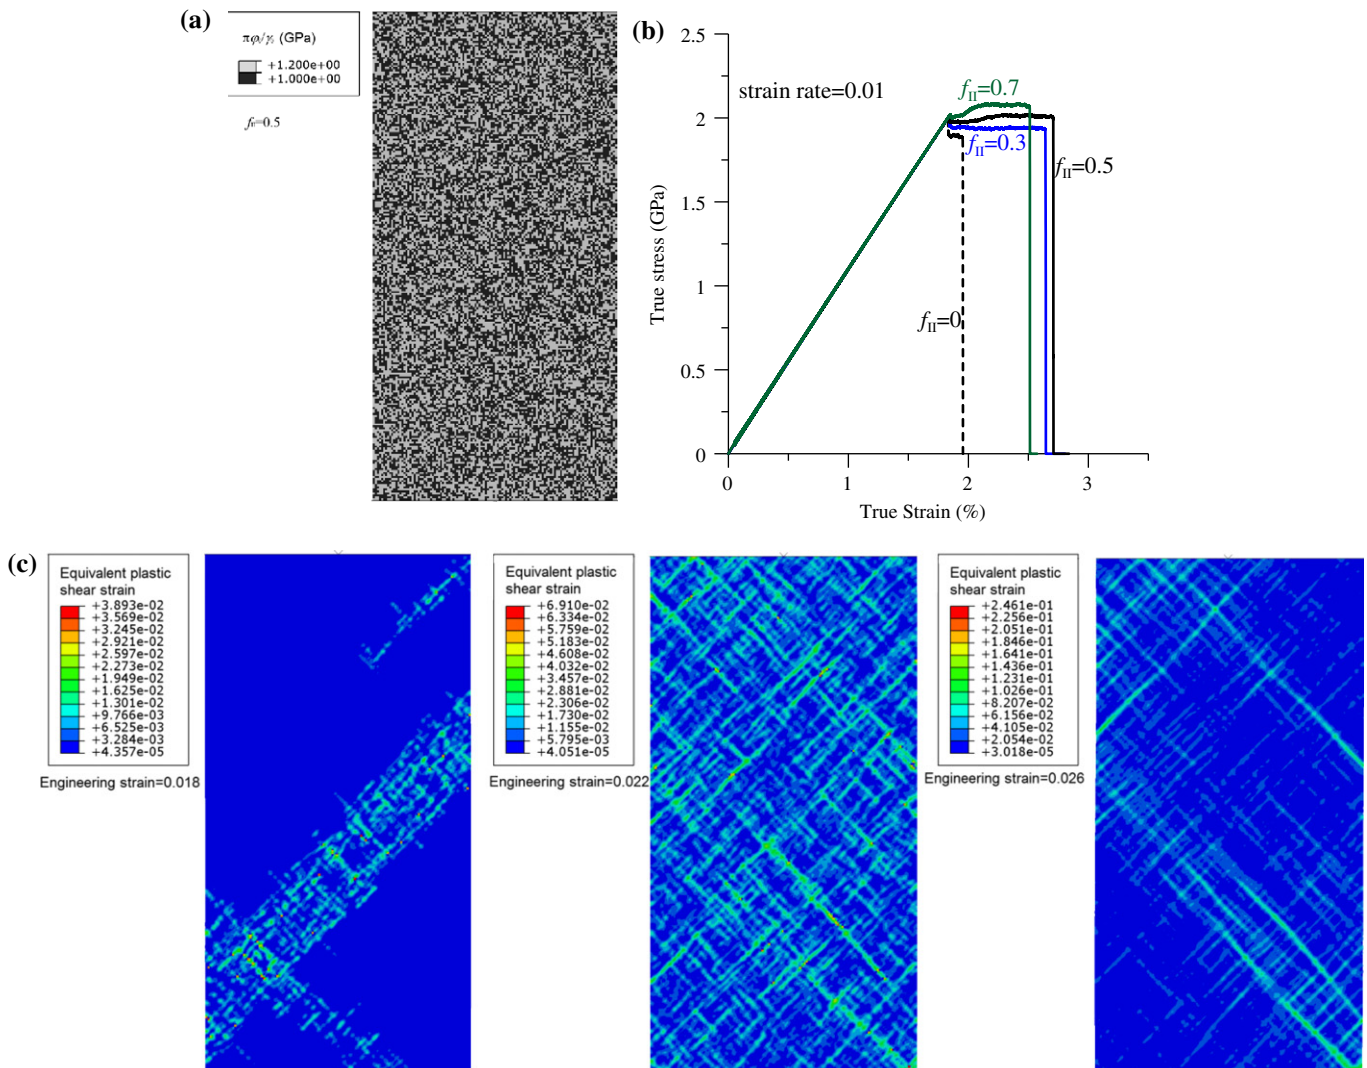 (a)
πφ/γ (GPa)
+1.200e+00
+1.000e+00
fII=0.5
(b)
2.5
2
1.5
1
0.5
0
True stress (GPa)
strain rate=0.01
fII=0.7
fII=0.3
fII=0.5
fII=0
0
1
2
3
True Strain (%)
(c)
Equivalent plastic
shear strain
+3.893e-02
+3.569e-02
+3.245e-02
+2.921e-02
+2.597e-02
+2.273e-02
+1.949e-02
+1.625e-02
+1.301e-02
+9.766e-03
+6.525e-03
+3.284e-03
+4.357e-05
Engineering strain=0.018
Equivalent plastic
shear strain
+6.910e-02
+6.334e-02
+5.759e-02
+5.183e-02
+4.608e-02
+4.032e-02
+3.457e-02
+2.881e-02
+2.306e-02
+1.730e-02
+1.155e-02
+5.795e-03
+4.051e-05
Engineering strain=0.022
Equivalent plastic
shear strain
+2.461e-01
+2.256e-01
+2.051e-01
+1.846e-01
+1.641e-01
+1.436e-01
+1.231e-01
+1.026e-01
+8.207e-02
+6.156e-02
+4.105e-02
+2.054e-02
+3.018e-05
Engineering strain=0.026